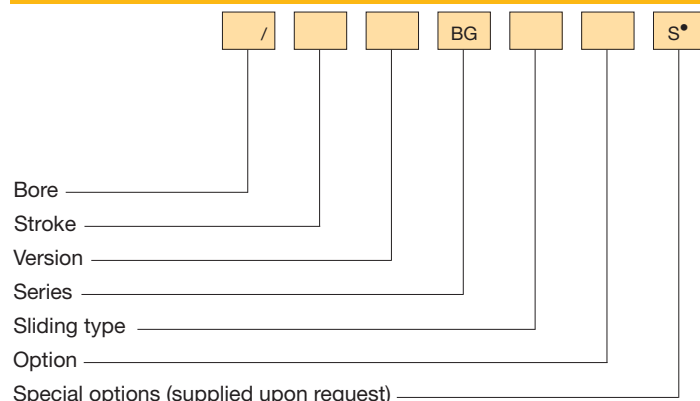 / BG S●
Bore
Stroke
Version
Series
Sliding type
Option
Special options (supplied upon request)